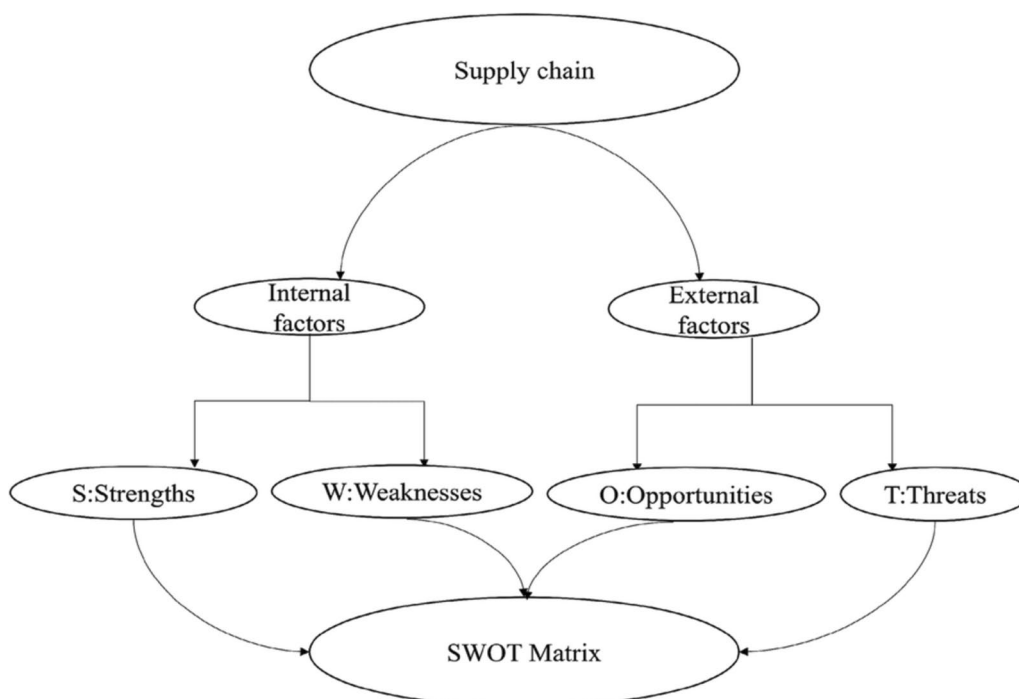 Supply chain
Internal
factors
External
factors
S:Strengths
W:Weaknesses
O:Opportunities
T:Threats
SWOT Matrix